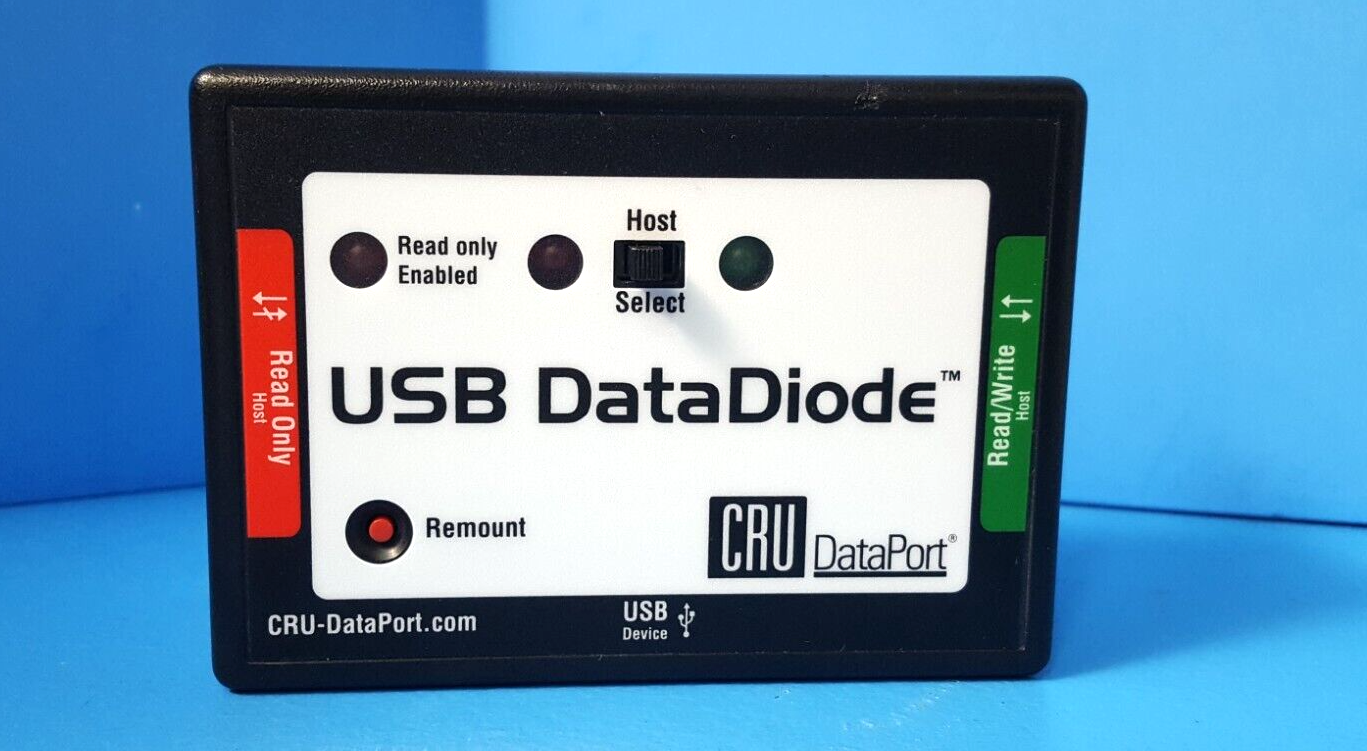 Host
Read only
Enabled
Select
Read Only
Host
Read/Write
Host
USB DataDiode™
Remount
CRU DataPort®
CRU-DataPort.com
USB
Device